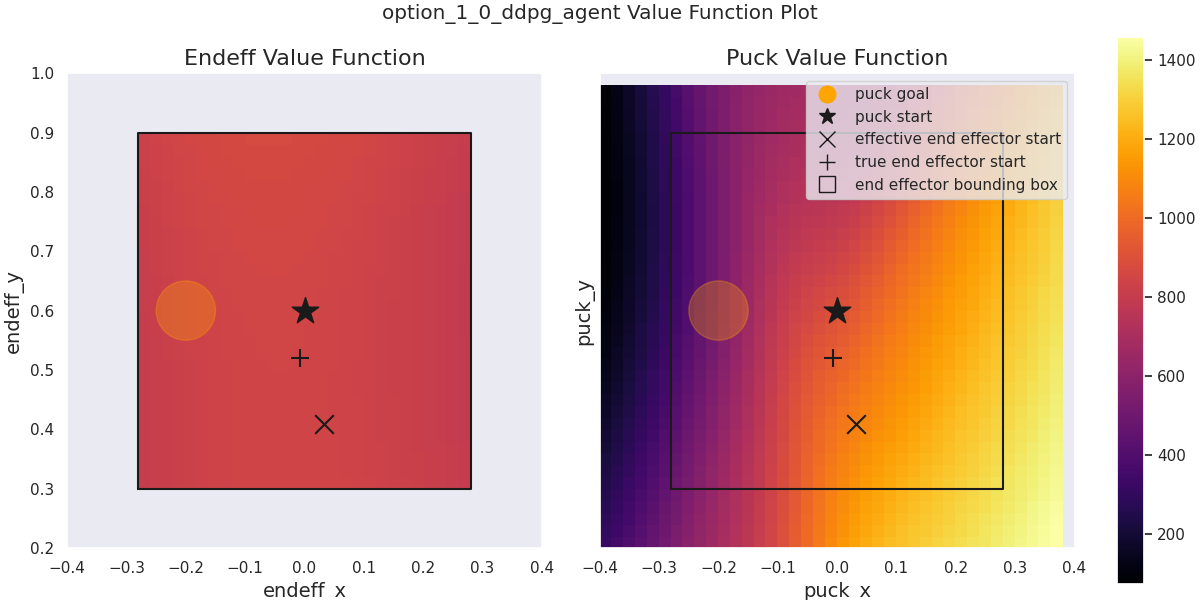 option_1_0_ddpg_agent Value Function Plot
Endeff Value Function
1.0
0.9
0.8
0.7
0.6
0.5
0.4
0.3
0.2
endeff_y
−0.4 −0.3 −0.2 −0.1 0.0 0.1 0.2 0.3 0.4
endeff_x
Puck Value Function
puck goal
puck start
effective end effector start
true end effector start
end effector bounding box
puck_y
−0.4 −0.3 −0.2 −0.1 0.0 0.1 0.2 0.3 0.4
puck_x
1400
1200
1000
800
600
400
200